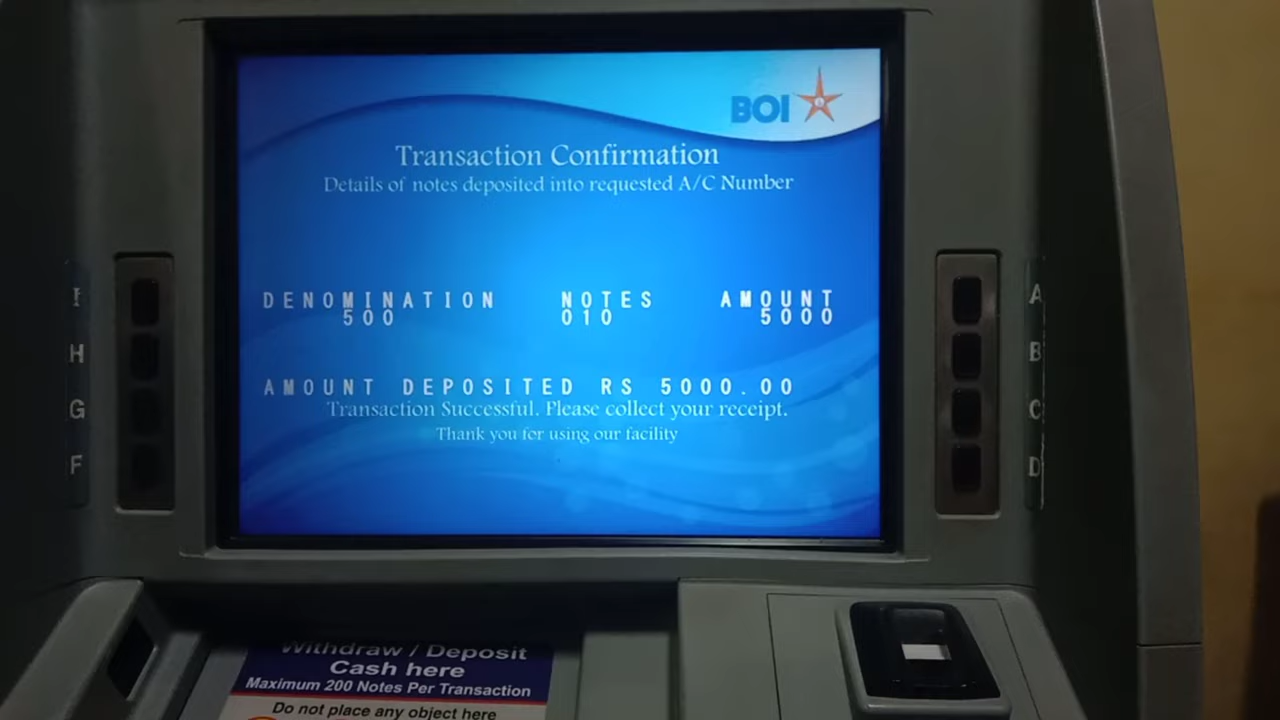 BOI
Transaction Confirmation
Details of notes deposited into requested A/C Number
DENOMINATION NOTES AMOUNT
500 010 5000
AMOUNT DEPOSITED RS 5000.00
Transaction Successful. Please collect your receipt.
Thank you for using our facility
I
H
G
F
A
B
C
D
Withdraw / Deposit
Cash here
Maximum 200 Notes Per Transaction
Do not place any object here